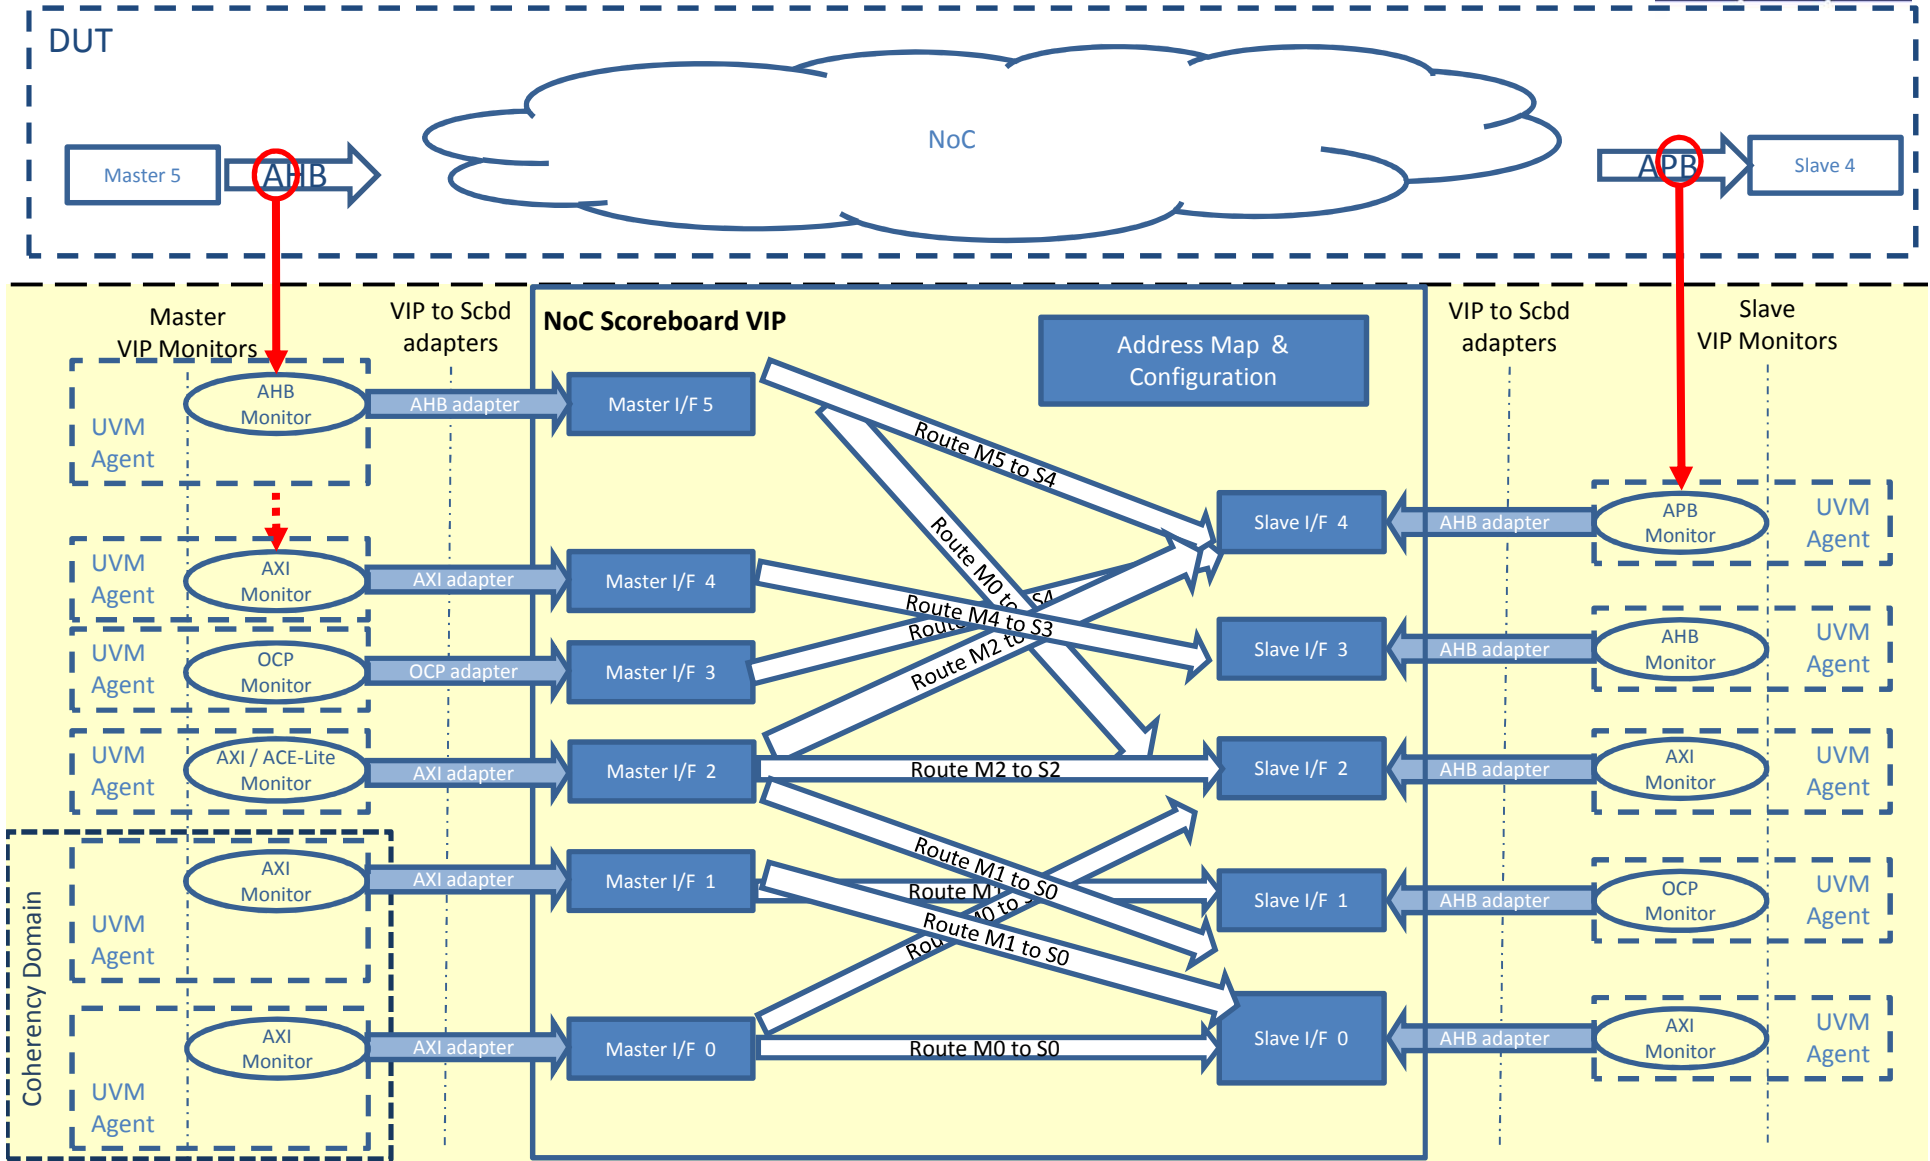 DUT
NoC
Master 5
AHB
APB
Slave 4
Master
VIP Monitors
VIP to Scbd
adapters
NoC Scoreboard VIP
Address Map &
Configuration
VIP to Scbd
adapters
Slave
VIP Monitors
UVM
Agent
AHB
Monitor
AHB adapter
Master I/F 5
Route M5 to S4
Route M0 to
Slave I/F 4
AHB adapter
APB
Monitor
UVM
Agent
UVM
Agent
AXI
Monitor
AXI adapter
Master I/F 4
Route M4 to S3
S4
Route M2 to
Slave I/F 3
AHB adapter
AHB
Monitor
UVM
Agent
UVM
Agent
OCP
Monitor
OCP adapter
Master I/F 3
UVM
Agent
AXI / ACE-Lite
Monitor
AXI adapter
Master I/F 2
Route M2 to S2
Slave I/F 2
AHB adapter
AXI
Monitor
UVM
Agent
Coherency Domain
UVM
Agent
AXI
Monitor
AXI adapter
Master I/F 1
Route M1 to S0
Route M1
M0 to
Route M1 to S0
Slave I/F 1
AHB adapter
OCP
Monitor
UVM
Agent
UVM
Agent
AXI
Monitor
AXI adapter
Master I/F 0
Route M0 to S0
Slave I/F 0
AHB adapter
AXI
Monitor
UVM
Agent